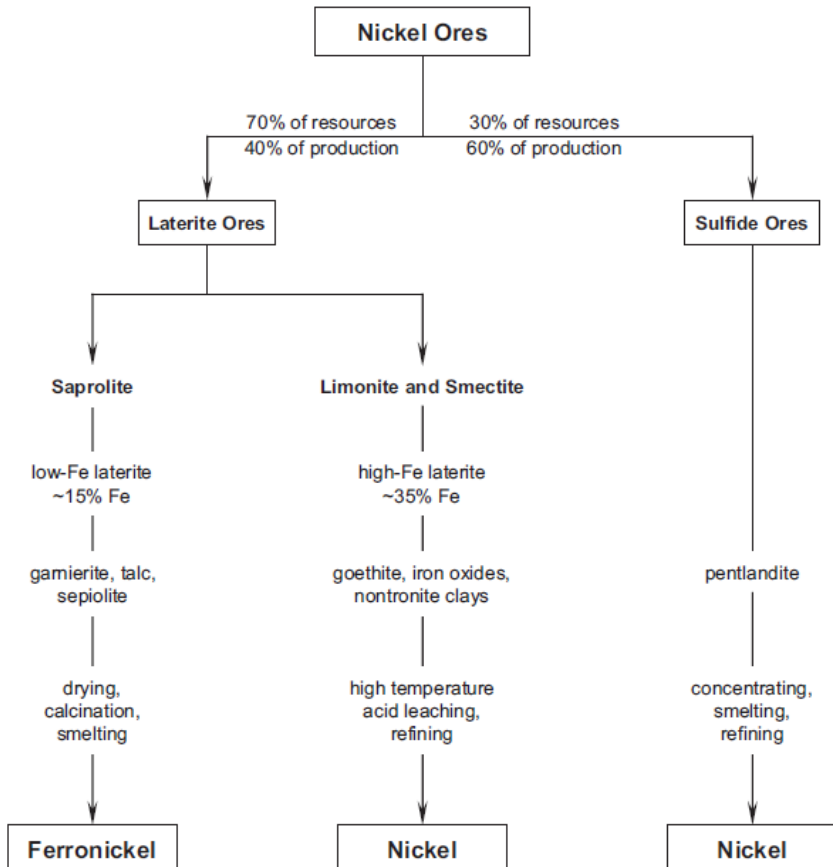 Nickel Ores
70% of resources
40% of production
30% of resources
60% of production
Laterite Ores
Sulfide Ores
Saprolite
Limonite and Smectite
low-Fe laterite
~15% Fe
high-Fe laterite
~35% Fe
garnierite, talc,
sepiolite
goethite, iron oxides,
nontronite clays
pentlandite
drying,
calcination,
smelting
high temperature
acid leaching,
refining
concentrating,
smelting,
refining
Ferronickel
Nickel
Nickel